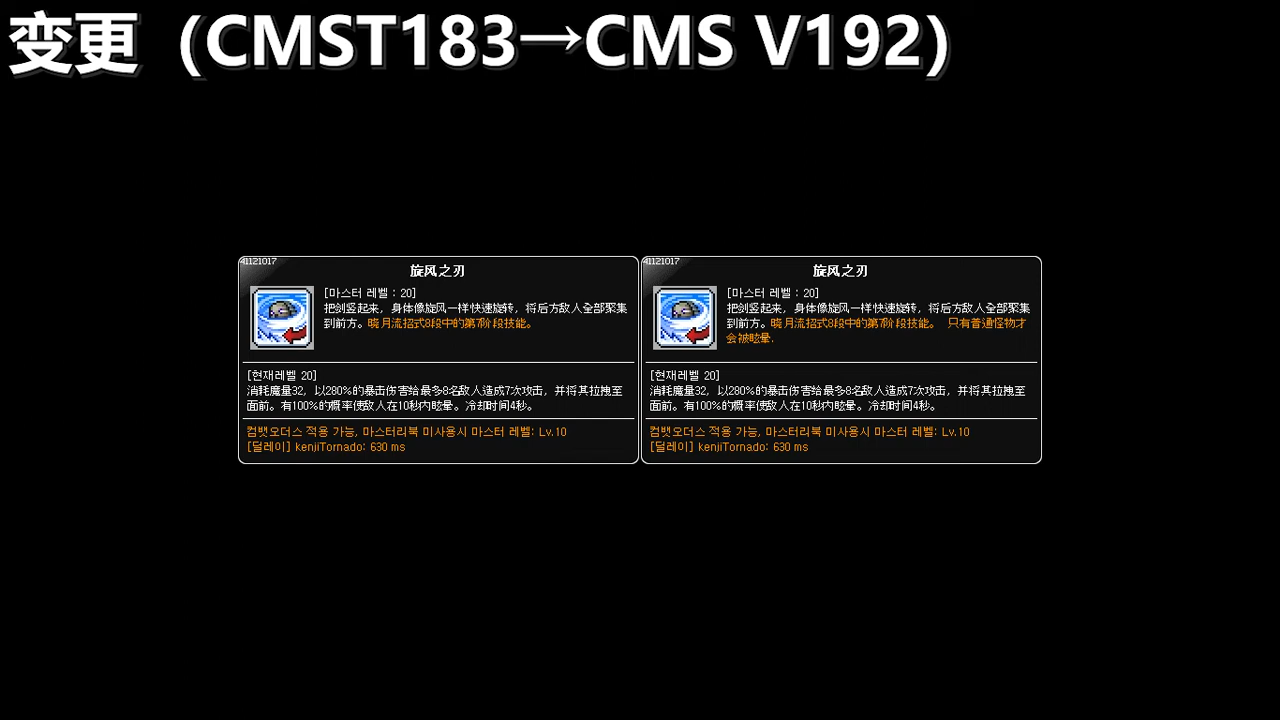 变更（CMST183→CMS V192）
41121017
旋风之刃
[마스터 레벨 : 20]
把剑竖起来，身体像旋风一样快速旋转，将后方敌人全部聚集
到前方。晓月流招式8段中的第7阶段技能。
[현재레벨 20]
消耗魔量32，以280%的暴击伤害给最多8名敌人造成7次攻击，并将其拉拽至
面前。有100%的概率使敌人在10秒内眩晕。冷却时间4秒。
컴뱃오더스 적용 가능, 마스터리북 미사용시 마스터 레벨: Lv.10
[딜레이] kenjiTornado: 630 ms
41121017
旋风之刃
[마스터 레벨 : 20]
把剑竖起来，身体像旋风一样快速旋转，将后方敌人全部聚集
到前方。晓月流招式8段中的第7阶段技能。 只有普通怪物才
会被眩晕.
[현재레벨 20]
消耗魔量32，以280%的暴击伤害给最多8名敌人造成7次攻击，并将其拉拽至
面前。有100%的概率使敌人在10秒内眩晕。冷却时间4秒。
컴뱃오더스 적용 가능, 마스터리북 미사용시 마스터 레벨: Lv.10
[딜레이] kenjiTornado: 630 ms